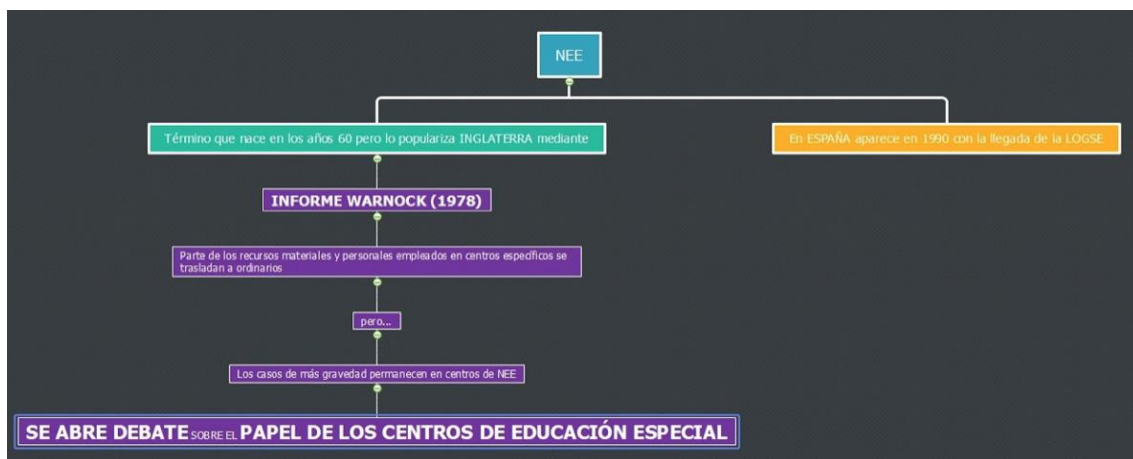 NEE
Término que nace en los años 60 pero lo populariza INGLATERRA mediante
En ESPAÑA aparece en 1990 con la llegada de la LOGSE
INFORME WARNOCK (1978)
Parte de los recursos materiales y personales empleados en centros específicos se
trasladan a ordinarios
pero...
Los casos de más gravedad permanecen en centros de NEE
SE ABRE DEBATE SOBRE EL PAPEL DE LOS CENTROS DE EDUCACIÓN ESPECIAL